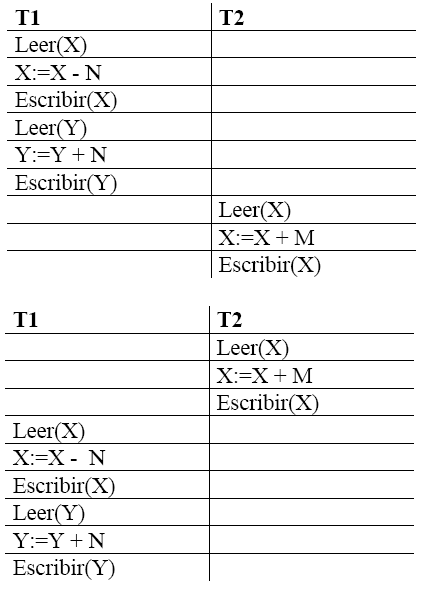 T1 T2
Leer(X)
X:=X - N
Escribir(X)
Leer(Y)
Y:=Y + N
Escribir(Y)
Leer(X)
X:=X + M
Escribir(X)
T1 T2
Leer(X)
X:=X + M
Escribir(X)
Leer(X)
X:=X - N
Escribir(X)
Leer(Y)
Y:=Y + N
Escribir(Y)